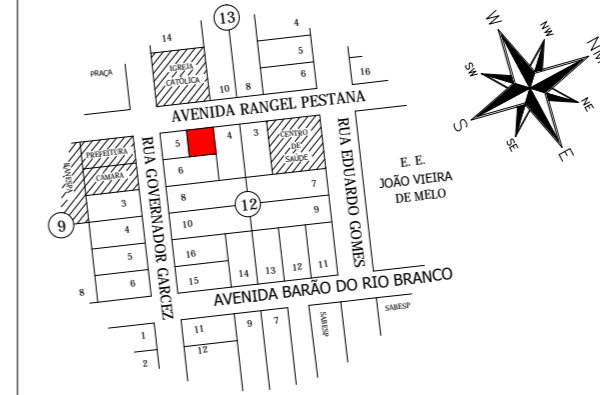 13
14
4
5
6
PRAÇA
IGREJA
CATÓLICA
10
8
16
AVENIDA RANGEL PESTANA
W
NW
SW
NE
S
SE
E
RUA GOVERNADOR GARCEZ
RUA EDUARDO GOMES
5
4
3
CENTRO
DE
SAÚDE
PREFEITURA
CAMARA
BANESPA
6
7
8
12
9
10
3
4
5
6
8
9
16
15
14
13
12
11
E. E.
JOÃO VIEIRA
DE MELO
AVENIDA BARÃO DO RIO BRANCO
1
2
11
12
9
7
SABESP
SABESP